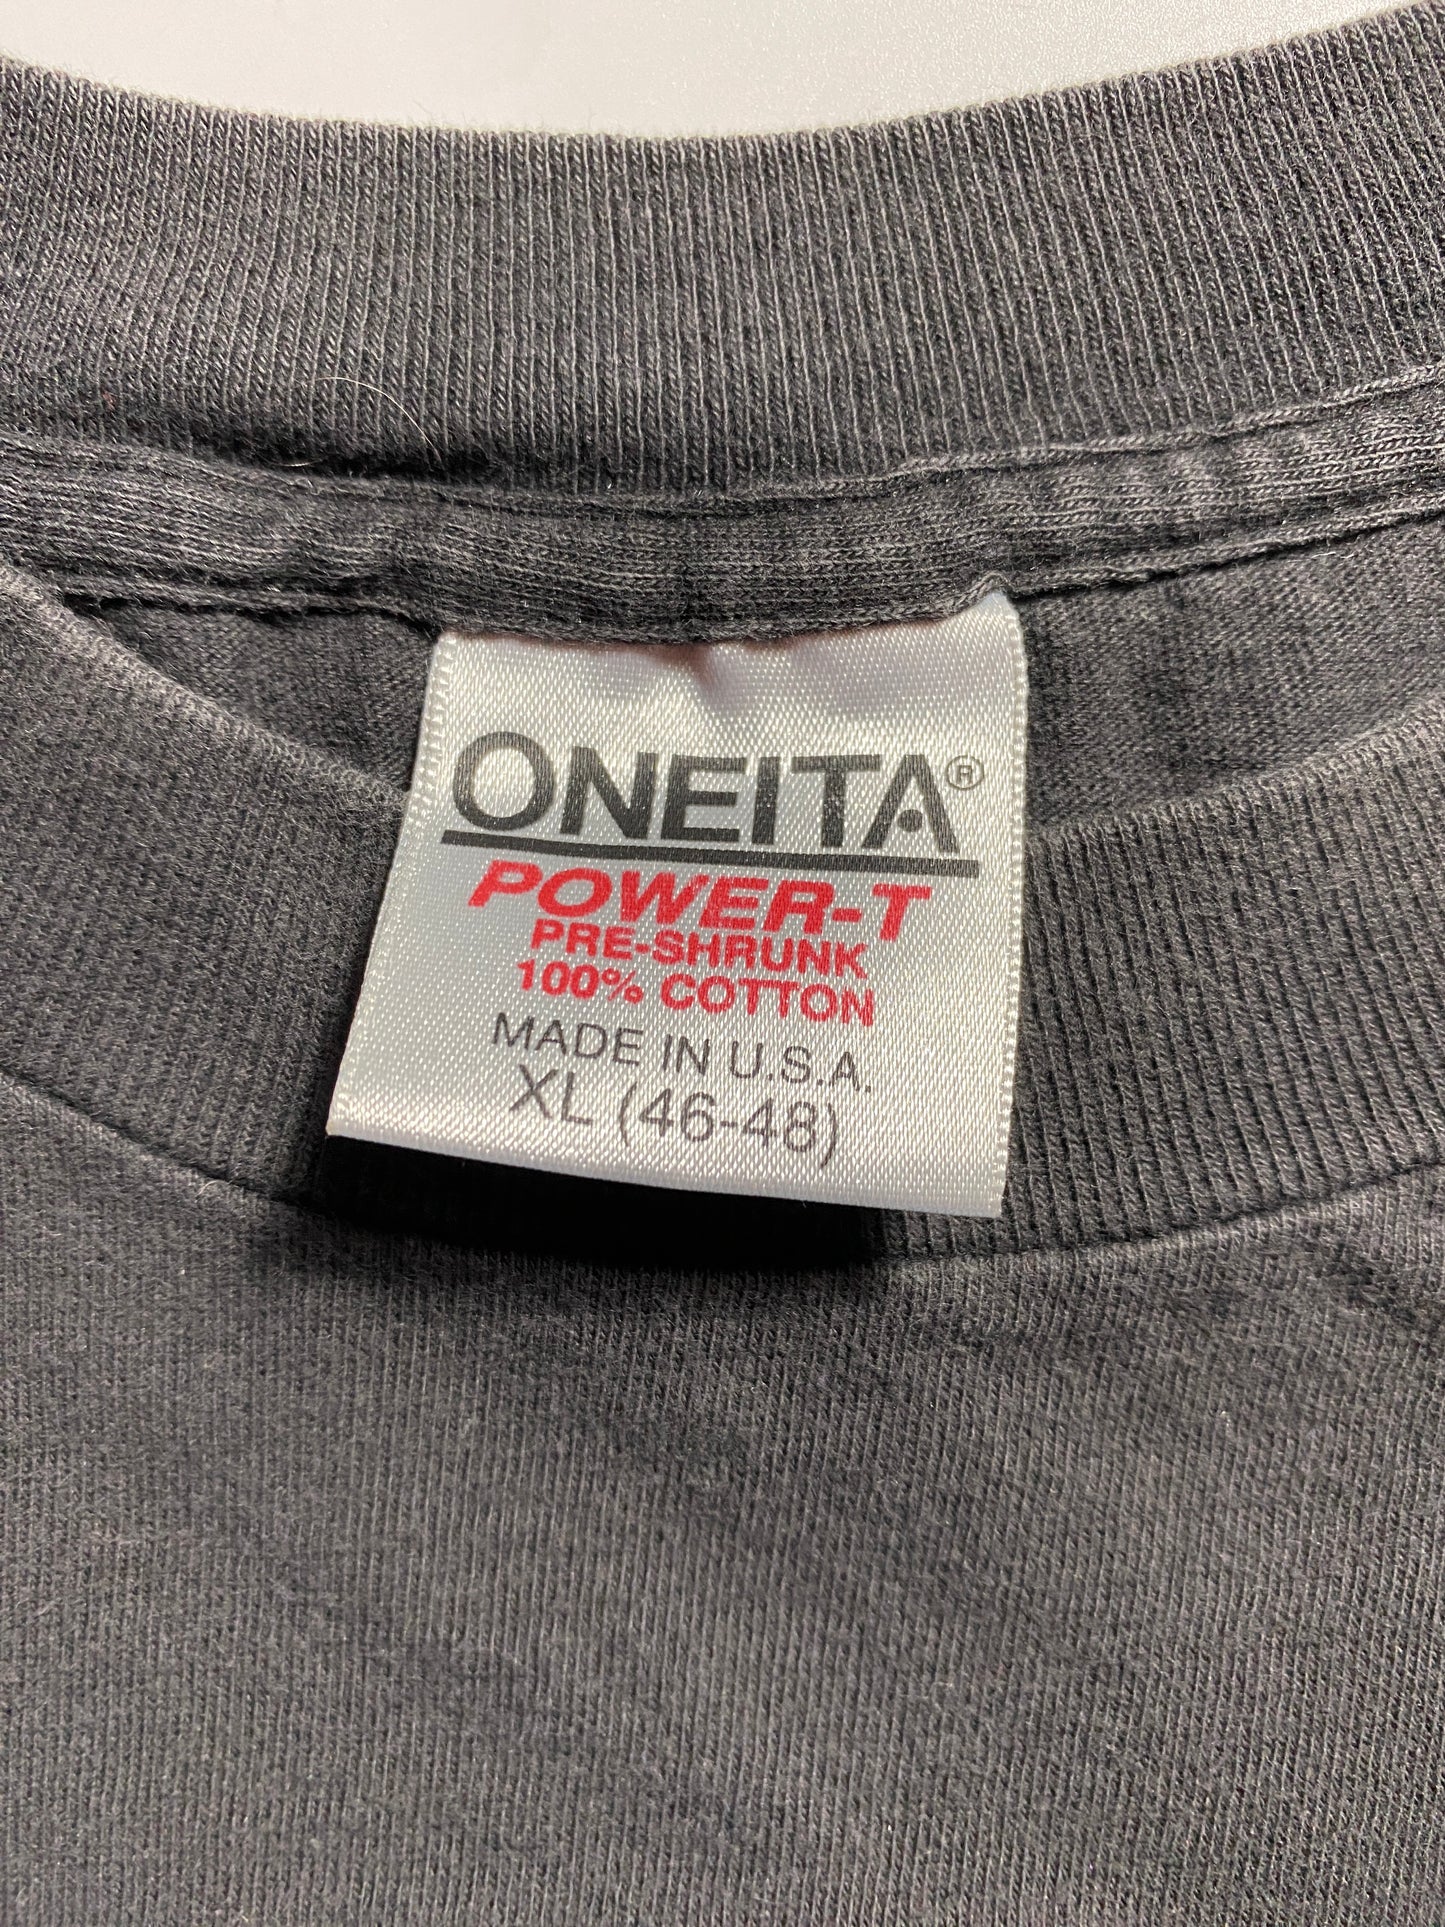 ONEITA®
POWER-T
PRE-SHRUNK
100% COTTON
MADE IN U.S.A.
XL (46-48)